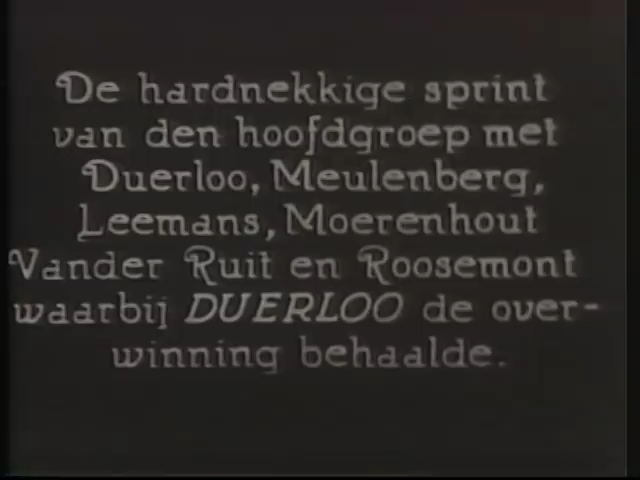 De hardnekkige sprint
van den hoofdgroep met
Duerloo, Meulenberg,
Leemans, Moerenhout
Vander Ruit en Roosemont
waarbij DUERLOO de over-
winning behaalde.